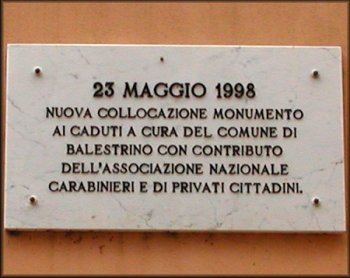 23 MAGGIO 1998
NUOVA COLLOCAZIONE MONUMENTO
AI CADUTI A CURA DEL COMUNE DI
BALESTRINO CON CONTRIBUTO
DELL'ASSOCIAZIONE NAZIONALE
CARABINIERI E DI PRIVATI CITTADINI.